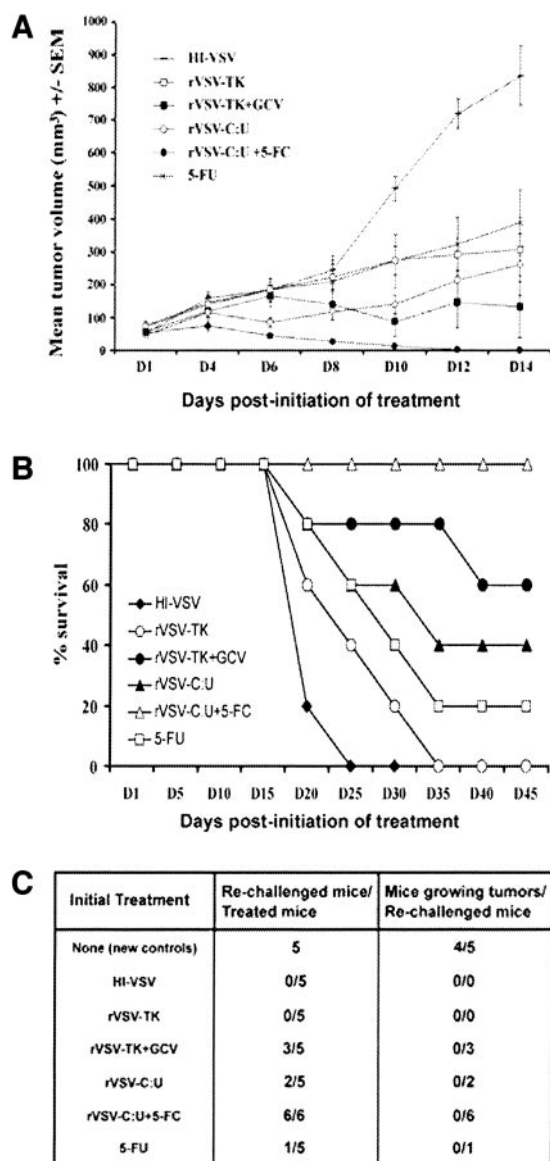 A
Mean tumor volume (mm³) +/- SEM
1000
900
800
700
600
500
400
300
200
100
0
HI-VSV
rVSV-TK
rVSV-TK+GCV
rVSV-C:U
rVSV-C:U +5-FC
5-FU
D1 D4 D6 D8 D10 D12 D14
Days post-initiation of treatment
B
% survival
100
80
60
40
20
0
HI-VSV
rVSV-TK
rVSV-TK+GCV
rVSV-C:U
rVSV-C:U+5-FC
5-FU
D1 D5 D10 D15 D20 D25 D30 D35 D40 D45
Days post-initiation of treatment
C
Initial Treatment
Re-challenged mice/
Treated mice
Mice growing tumors/
Re-challenged mice
None (new controls) 5 4/5
HI-VSV 0/5 0/0
rVSV-TK 0/5 0/0
rVSV-TK+GCV 3/5 0/3
rVSV-C:U 2/5 0/2
rVSV-C:U+5-FC 6/6 0/6
5-FU 1/5 0/1